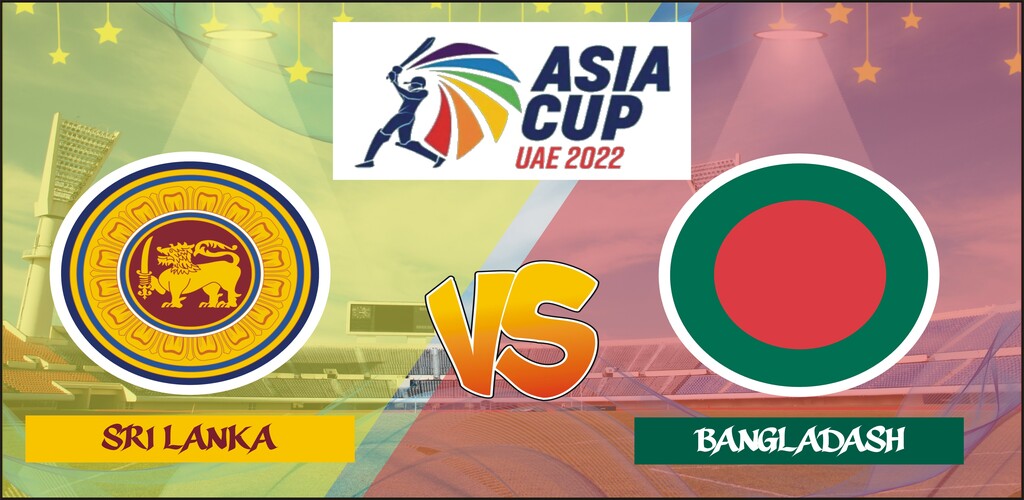 ASIA
CUP
UAE 2022
VS
SRI LANKA
BANGLADASH